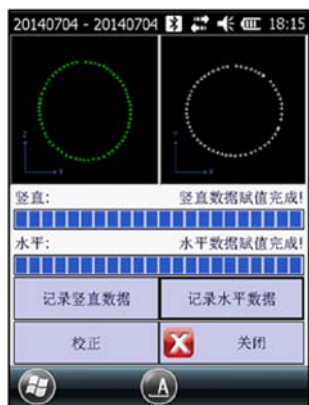 20140704 - 20140704 18:15
Z
X
Y
X
竖直: 竖直数据赋值完成!
水平: 水平数据赋值完成!
记录竖直数据 记录水平数据
校正 关闭
A